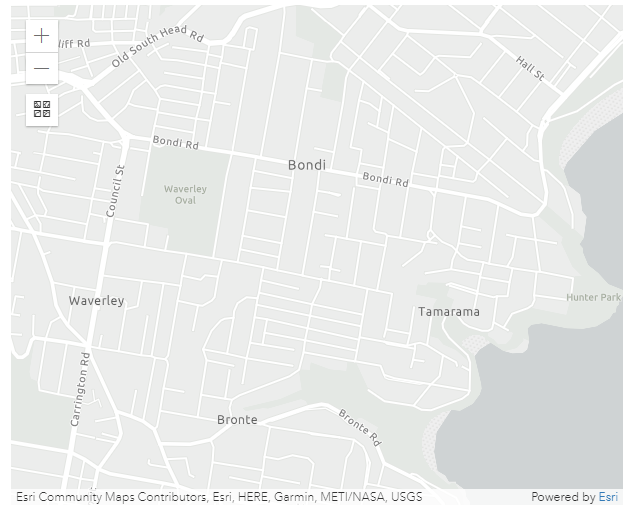 +
liff Rd
Old South Head Rd
Hall St
−
Bondi Rd
Bondi
Bondi Rd
Council St
Waverley
Oval
Waverley
Hunter Park
Tamarama
Carrington Rd
Bronte
Bronte Rd
Esri Community Maps Contributors, Esri, HERE, Garmin, METI/NASA, USGS
Powered by Esri